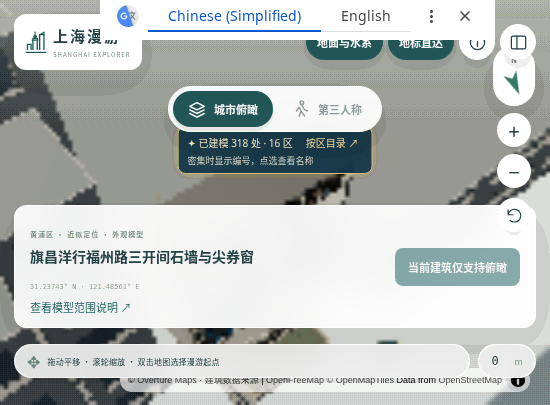 Chinese (Simplified)
English
上海漫游
SHANGHAI EXPLORER
地面与水系
地标直达
N
城市俯瞰
第三人称
✦ 已建模 318 处 · 16 区 按区目录 ↗
密集时显示编号，点选查看名称
黄浦区 · 近似定位 · 外观模型
旗昌洋行福州路三开间石墙与尖券窗
当前建筑仅支持俯瞰
31.23743° N · 121.48561° E
查看模型范围说明 ↗
拖动平移 · 滚轮缩放 · 双击地图选择漫游起点
0 m
© Overture Maps · 建筑数据来源 | OpenFreeMap © OpenMapTiles Data from OpenStreetMap